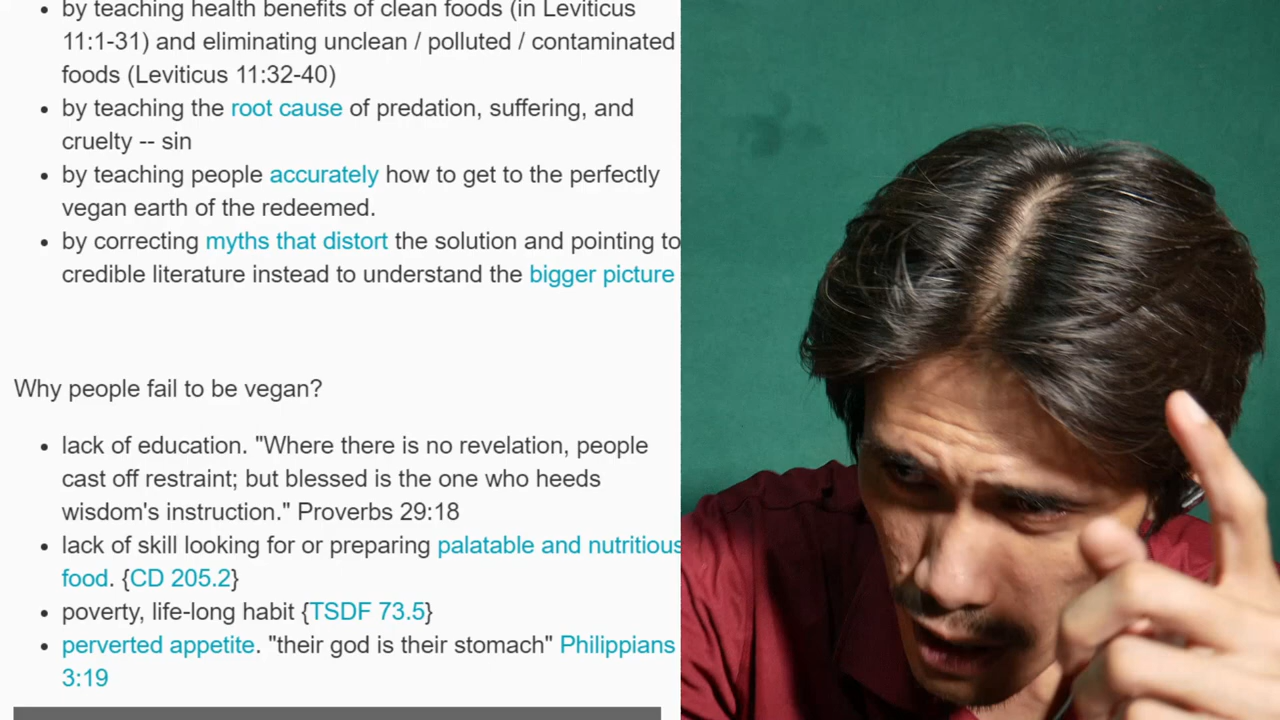 by teaching health benefits of clean foods (in Leviticus
11:1-31) and eliminating unclean / polluted / contaminated
foods (Leviticus 11:32-40)
by teaching the root cause of predation, suffering, and
cruelty -- sin
by teaching people accurately how to get to the perfectly
vegan earth of the redeemed.
by correcting myths that distort the solution and pointing to
credible literature instead to understand the bigger picture
Why people fail to be vegan?
lack of education. "Where there is no revelation, people
cast off restraint; but blessed is the one who heeds
wisdom's instruction." Proverbs 29:18
lack of skill looking for or preparing palatable and nutritious
food. {CD 205.2}
poverty, life-long habit {TSDF 73.5}
perverted appetite. "their god is their stomach" Philippians
3:19